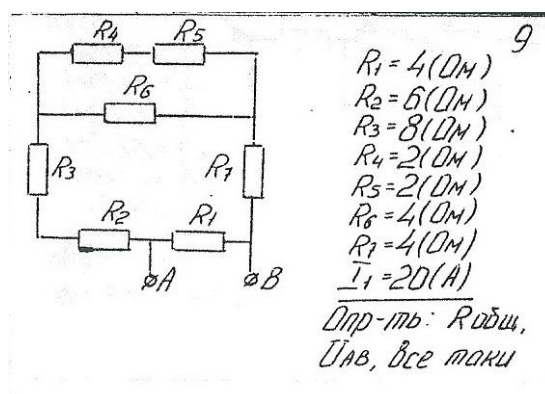 9
R4 R5
R6
R3 R7
R2 R1
A B
R1=4(Ом)
R2=6(Ом)
R3=8(Ом)
R4=2(Ом)
R5=2(Ом)
R6=4(Ом)
R7=4(Ом)
I1=20(А)
Опр-ть: Rобщ,
UАВ, все токи